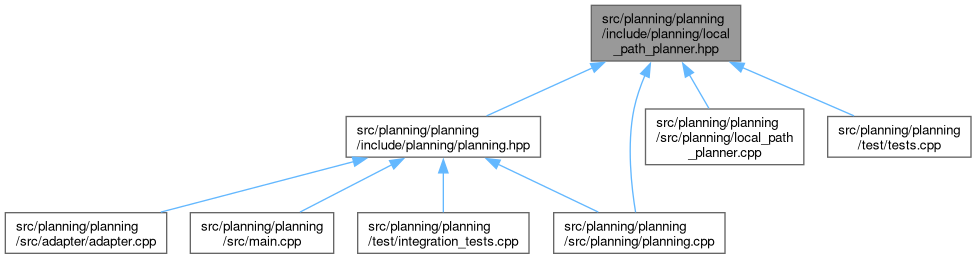 src/planning/planning
/include/planning/local
_path_planner.hpp
src/planning/planning
/include/planning/planning.hpp
src/planning/planning
/src/planning/local_path
_planner.cpp
src/planning/planning
/test/tests.cpp
src/planning/planning
/src/adapter/adapter.cpp
src/planning/planning
/src/main.cpp
src/planning/planning
/test/integration_tests.cpp
src/planning/planning
/src/planning/planning.cpp